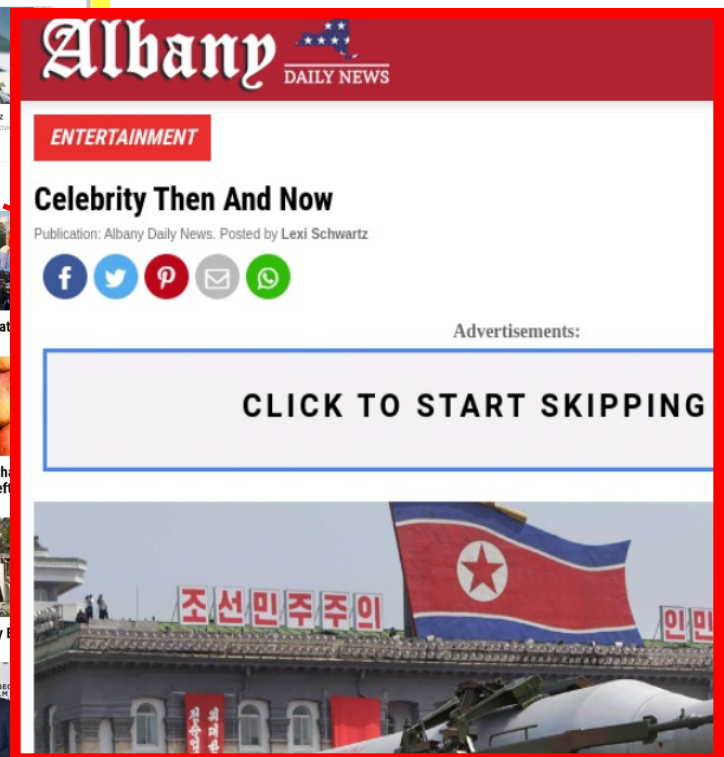 Albany
DAILY NEWS
ENTERTAINMENT
Celebrity Then And Now
Publication: Albany Daily News. Posted by Lexi Schwartz
Advertisements:
CLICK TO START SKIPPING
조선민주주의
인민